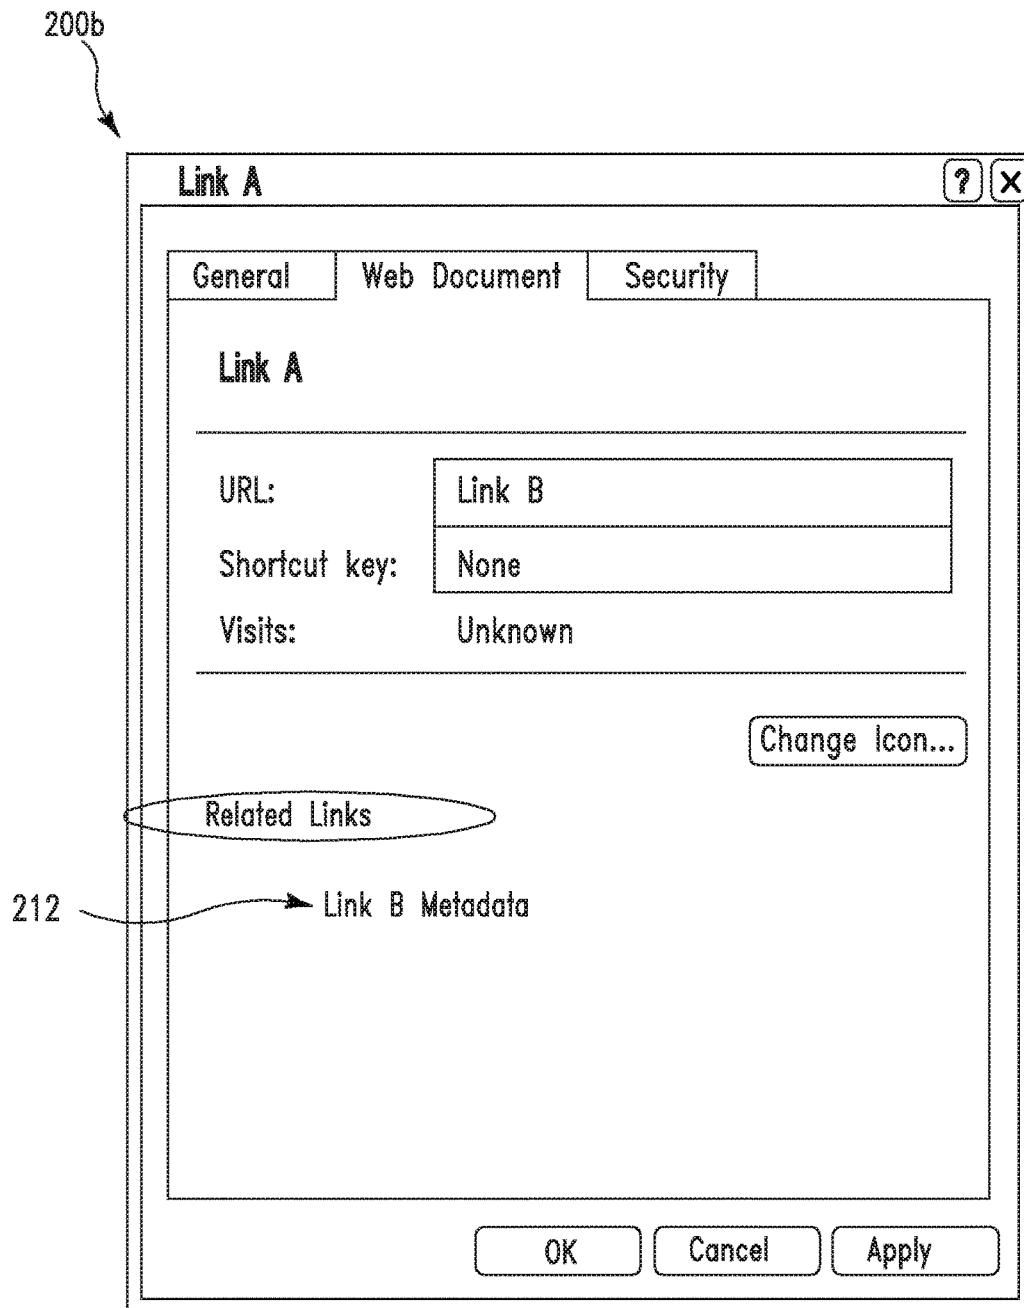 200b
Link A ? X
General Web Document Security
Link A
URL: Link B
Shortcut key: None
Visits: Unknown
Change Icon...
Related Links
212 Link B Metadata
OK Cancel Apply